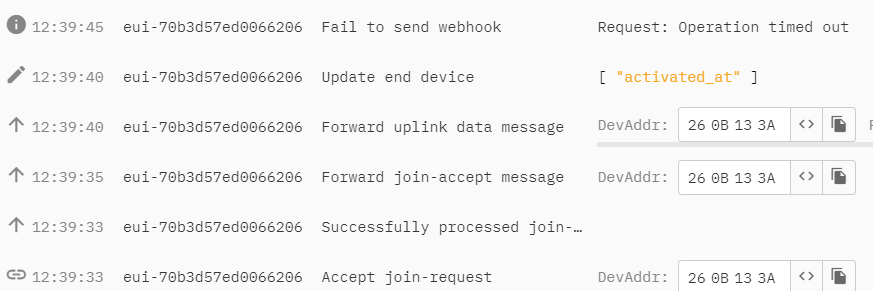 12:39:45 eui-70b3d57ed0066206 Fail to send webhook Request: Operation timed out
12:39:40 eui-70b3d57ed0066206 Update end device [ "activated_at" ]
12:39:40 eui-70b3d57ed0066206 Forward uplink data message DevAddr: 26 0B 13 3A <>
12:39:35 eui-70b3d57ed0066206 Forward join-accept message DevAddr: 26 0B 13 3A <>
12:39:33 eui-70b3d57ed0066206 Successfully processed join-…
12:39:33 eui-70b3d57ed0066206 Accept join-request DevAddr: 26 0B 13 3A <>